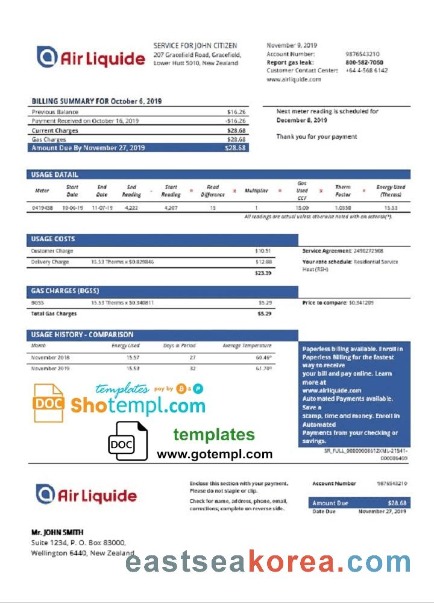 Air Liquide
SERVICE FOR JOHN CITIZEN
207 Gracefield Road, Gracefield,
Lower Hutt 5010, New Zealand
November 9, 2019
Account Number: 9876543210
Report gas leak: 800-582-7060
Customer Contact Center: +64 4-568 6142
www.airliquide.com
BILLING SUMMARY FOR October 6, 2019
Previous Balance $16.26
Payment Received on October 16, 2019 -$16.26
Current Charges $28.68
Gas Charges $28.68
Amount Due By November 27, 2019 $28.68
Next meter reading is scheduled for
December 8, 2019
Thank you for your payment
USAGE DATAIL
Meter Start Date End Date End Reading - Start Reading = Read Difference x Multiplier = Gas Used CCF x Therm Factor = Energy Used (Therms)
0419438 10-06-19 11-07-19 4,222 4,207 15 1 15.00 1.0350 15.53
All readings are actual unless otherwise noted with an asterisk(*).
USAGE COSTS
Customer Charge $10.51
Delivery Charge 15.53 Therms x $0.829846 $12.88
$23.39
Service Agreement: 2498272988
Your rate schedule: Residential Service
Heat (RSH)
GAS CHARGES (BGSS)
BGSS 15.53 Therms x $0.340811 $5.29
Total Gas Charges $5.29
Price to compare: $0.341205
USAGE HISTORY - COMPARISON
Month Energy Used Days in Period Average Temperature
November 2018 15.57 27 60.48°
November 2019 15.53 32 61.70°
Paperless billing available. Enroll in
Paperless Billing for the fastest
way to receive
your bill and pay online. Learn
more at
www.airliquide.com
Automated Payments available.
Save a
stamp, time and money. Enroll in
Automated
Payments from your checking or
savings.
templates pay by B P
DOC Shotempl.com
DOC templates
www.gotempl.com
000086400
Air Liquide
Enclose this section with your payment.
Please do not staple or clip.
Check for name, address, phone, email,
corrections, complete on reverse side.
Account Number 9876543210
Amount Due $28.68
Date Due November 27, 2019
Mr. JOHN SMITH
Suite 1234, P. O. Box 83000,
Wellington 6440, New Zealand
eastseakorea.com